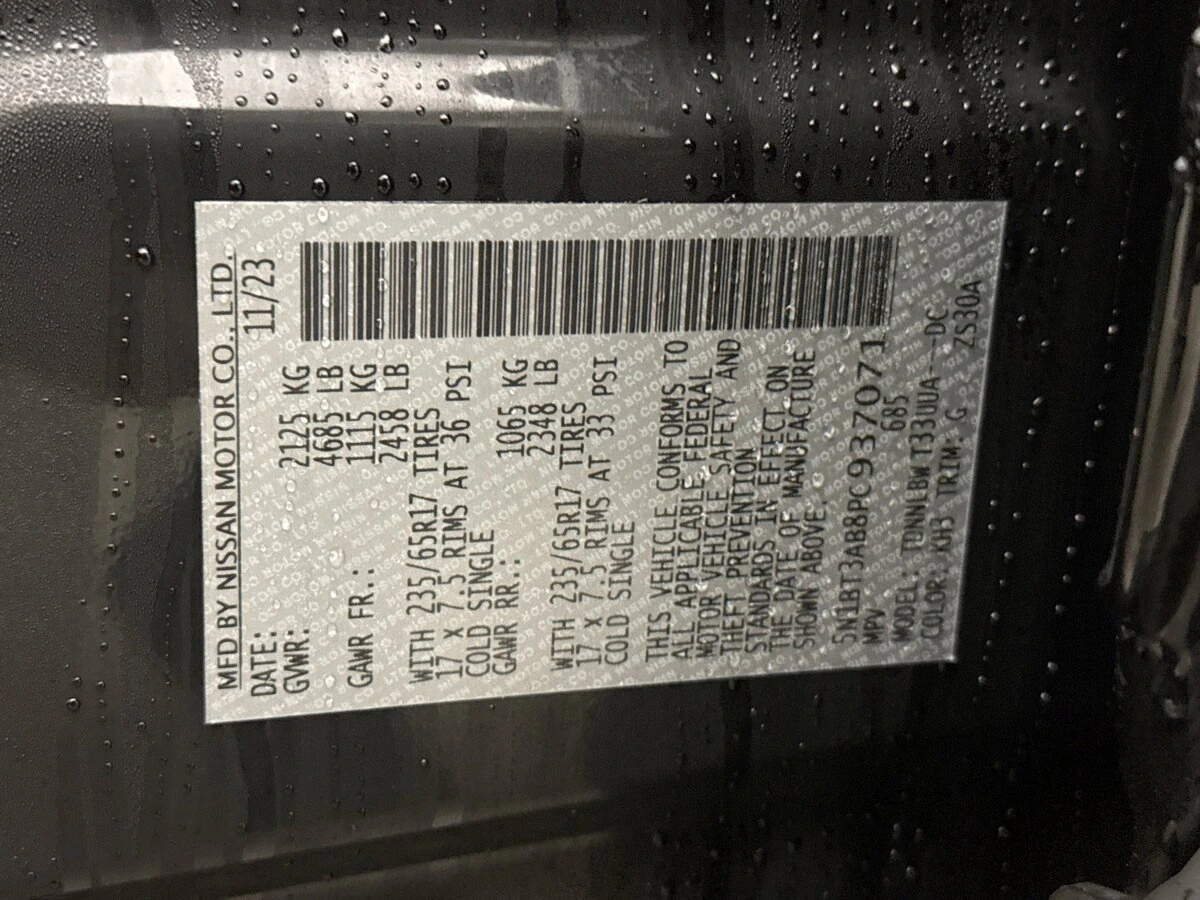 MFD BY NISSAN MOTOR CO., LTD.
DATE: 11/23
GVWR: 2125 KG
4685 LB
GAWR FR.: 1115 KG
2458 LB
WITH 235/65R17 TIRES
17 X 7.5 RIMS AT 36 PSI
COLD SINGLE
GAWR RR.: 1065 KG
2348 LB
WITH 235/65R17 TIRES
17 X 7.5 RIMS AT 33 PSI
COLD SINGLE
THIS VEHICLE CONFORMS TO
ALL APPLICABLE FEDERAL
MOTOR VEHICLE SAFETY AND
THEFT PREVENTION
STANDARDS IN EFFECT ON
THE DATE OF MANUFACTURE
SHOWN ABOVE.
5N1BT3AB8PC937071
MPV 685
MODEL: TUNNLBW T33UUA---DC
COLOR: KH3 TRIM: G ZS30A